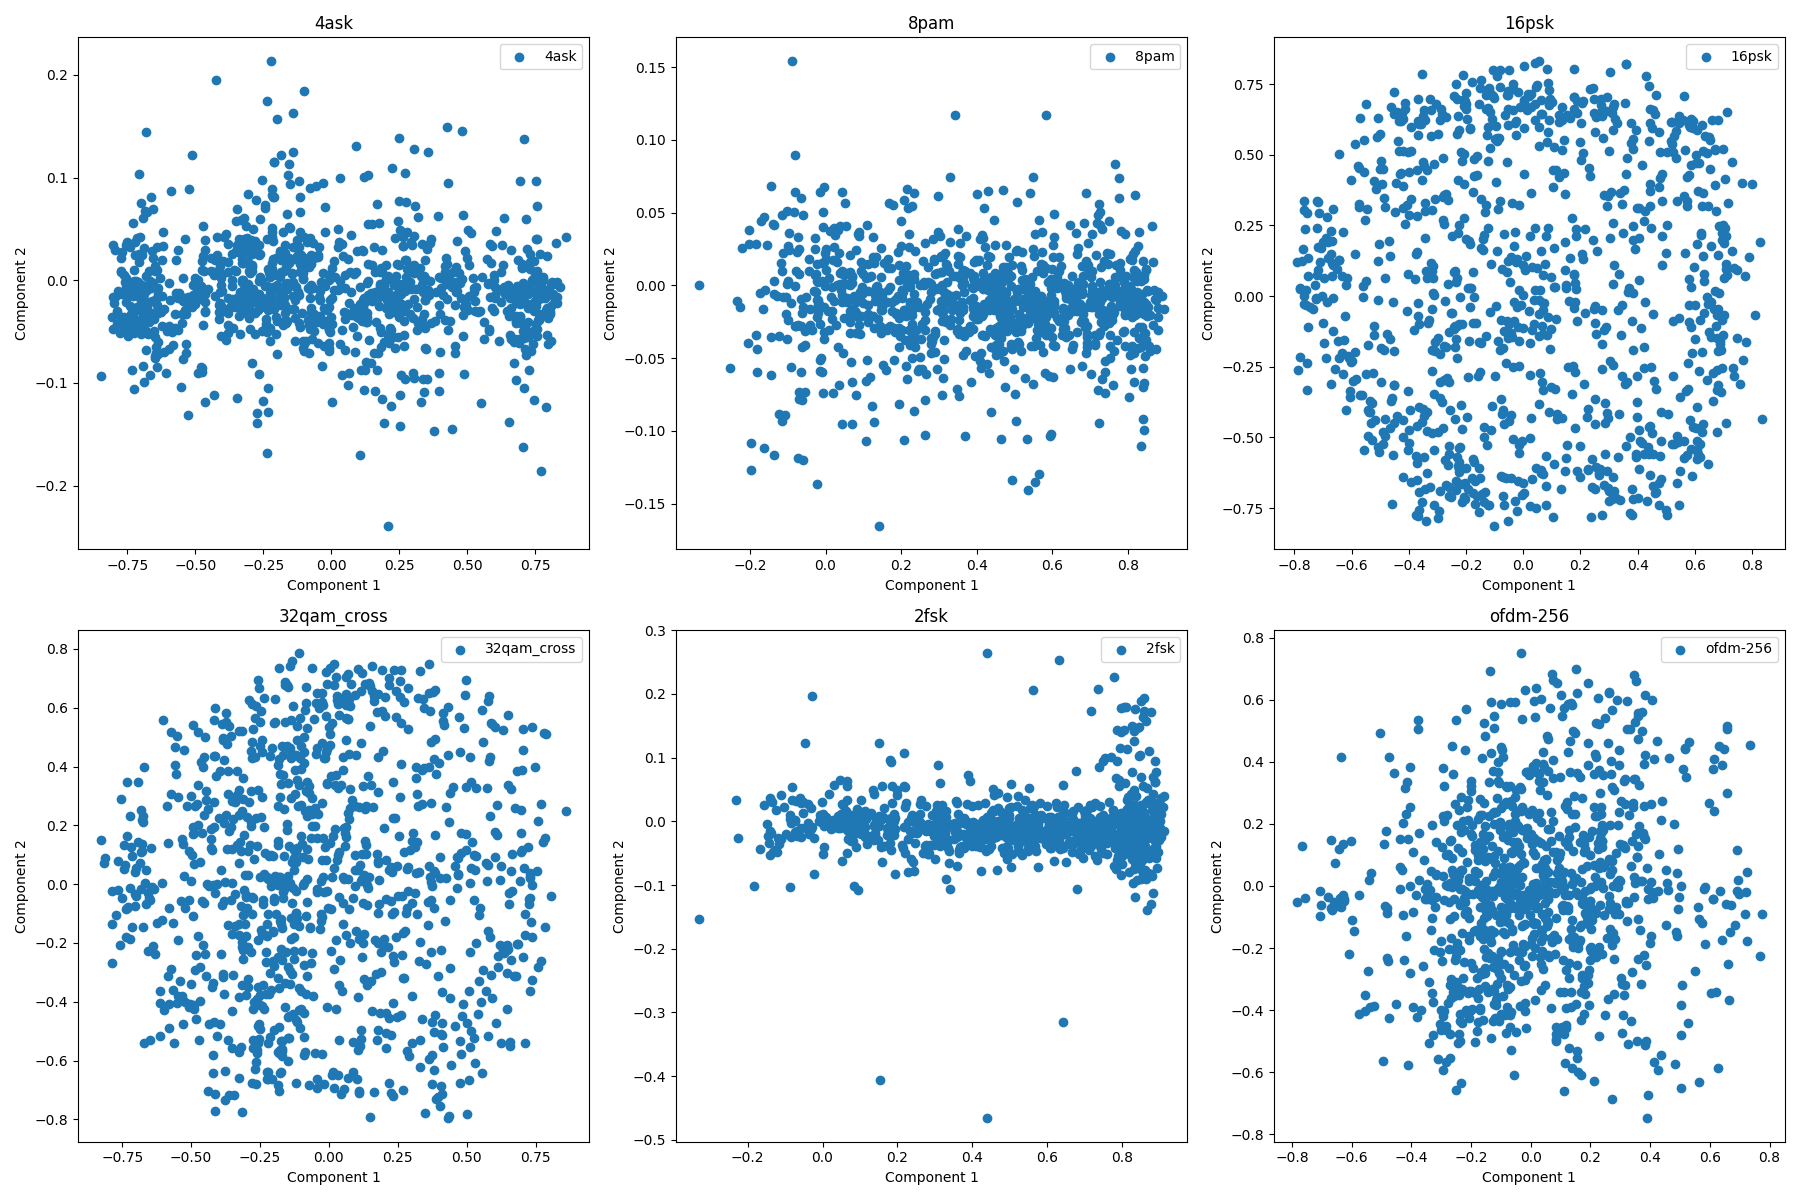 4ask
4ask
0.2
0.1
0.0
−0.1
−0.2
Component 2
−0.75 −0.50 −0.25 0.00 0.25 0.50 0.75
Component 1
8pam
8pam
0.15
0.10
0.05
0.00
−0.05
−0.10
−0.15
Component 2
−0.2 0.0 0.2 0.4 0.6 0.8
Component 1
16psk
16psk
0.75
0.50
0.25
0.00
−0.25
−0.50
−0.75
Component 2
−0.8 −0.6 −0.4 −0.2 0.0 0.2 0.4 0.6 0.8
Component 1
32qam_cross
32qam_cross
0.8
0.6
0.4
0.2
0.0
−0.2
−0.4
−0.6
−0.8
Component 2
−0.75 −0.50 −0.25 0.00 0.25 0.50 0.75
Component 1
2fsk
2fsk
0.3
0.2
0.1
0.0
−0.1
−0.2
−0.3
−0.4
−0.5
Component 2
−0.2 0.0 0.2 0.4 0.6 0.8
Component 1
ofdm-256
ofdm-256
0.8
0.6
0.4
0.2
0.0
−0.2
−0.4
−0.6
−0.8
Component 2
−0.8 −0.6 −0.4 −0.2 0.0 0.2 0.4 0.6 0.8
Component 1